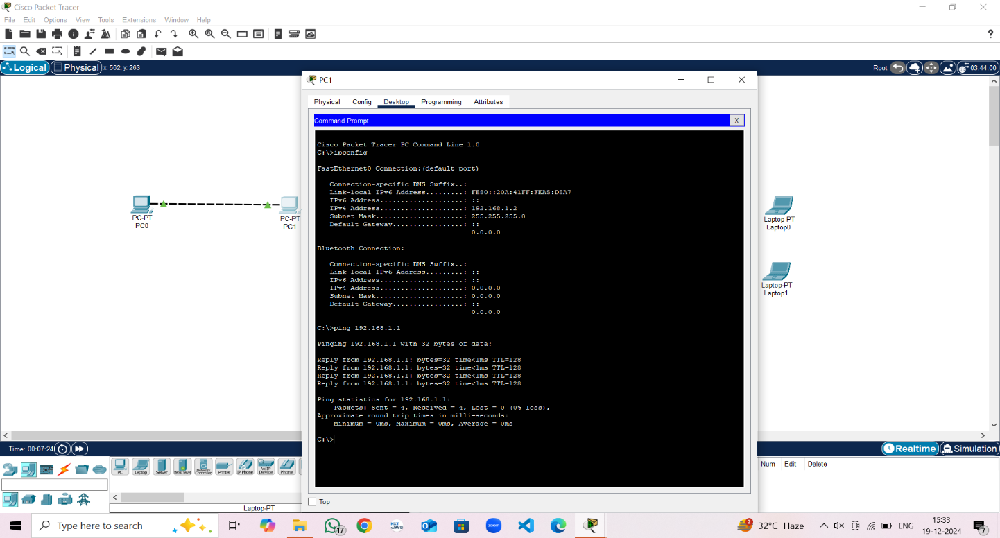 Cisco Packet Tracer
File Edit Options View Tools Extensions Window Help
?
Logical Physical x: 562, y: 263
Root 03:44:00
PC1
Physical Config Desktop Programming Attributes
Command Prompt X
Cisco Packet Tracer PC Command Line 1.0
C:\>ipconfig
FastEthernet0 Connection:(default port)
Connection-specific DNS Suffix..:
Link-local IPv6 Address.........: FE80::20A:41FF:FEA5:D5A7
IPv6 Address....................: ::
IPv4 Address....................: 192.168.1.2
Subnet Mask.....................: 255.255.255.0
Default Gateway.................: ::
0.0.0.0
Bluetooth Connection:
Connection-specific DNS Suffix..:
Link-local IPv6 Address.........: ::
IPv6 Address....................: ::
IPv4 Address....................: 0.0.0.0
Subnet Mask.....................: 0.0.0.0
Default Gateway.................: ::
0.0.0.0
C:\>ping 192.168.1.1
Pinging 192.168.1.1 with 32 bytes of data:
Reply from 192.168.1.1: bytes=32 time<1ms TTL=128
Reply from 192.168.1.1: bytes=32 time<1ms TTL=128
Reply from 192.168.1.1: bytes=32 time<1ms TTL=128
Reply from 192.168.1.1: bytes=32 time<1ms TTL=128
Ping statistics for 192.168.1.1:
Packets: Sent = 4, Received = 4, Lost = 0 (0% loss),
Approximate round trip times in milli-seconds:
Minimum = 0ms, Maximum = 0ms, Average = 0ms
C:\>
Top
PC-PT
PC0
PC-PT
PC1
Laptop-PT
Laptop0
Laptop-PT
Laptop1
Time: 00:07:24
Realtime Simulation
PC Laptop Server Meraki Server Network Controller Printer IP Phone VoIP Device Phone
Num Edit Delete
Laptop-PT
Type here to search
17
NXT WAVE
zoom
2
32°C Haze
ENG
15:33
19-12-2024
7